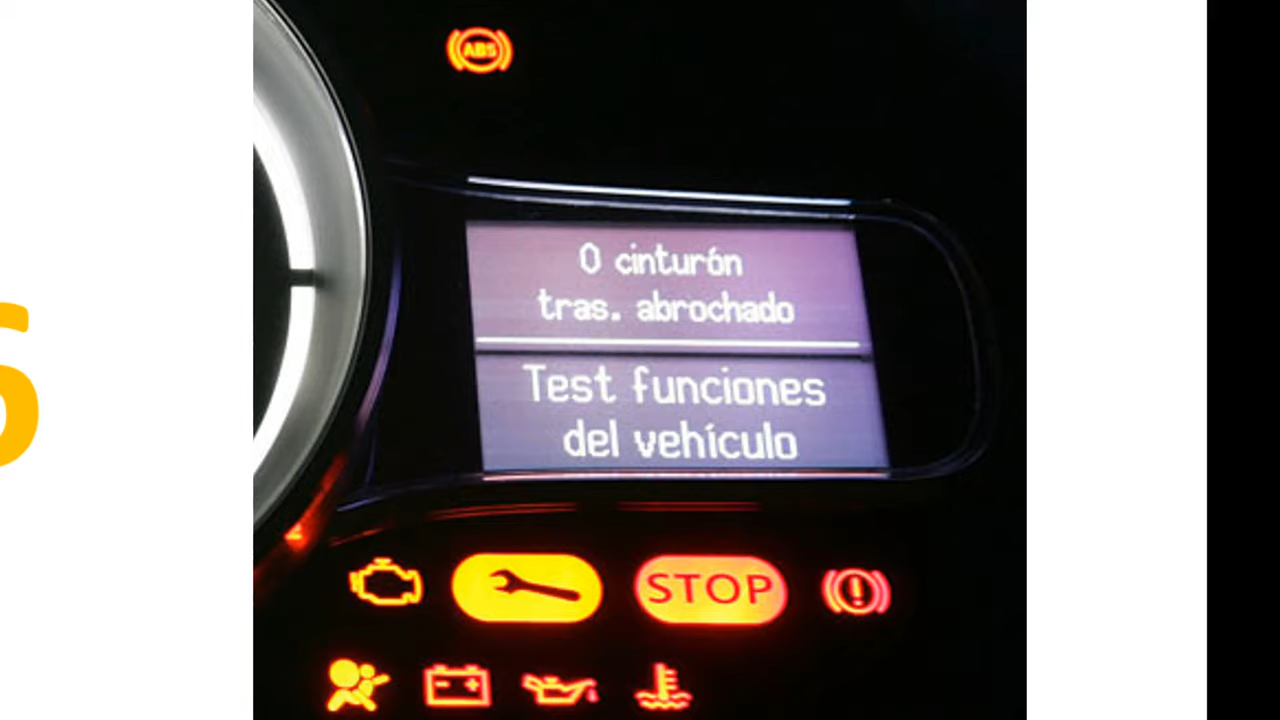 ABS
0 cinturón
tras. abrochado
Test funciones
del vehículo
STOP